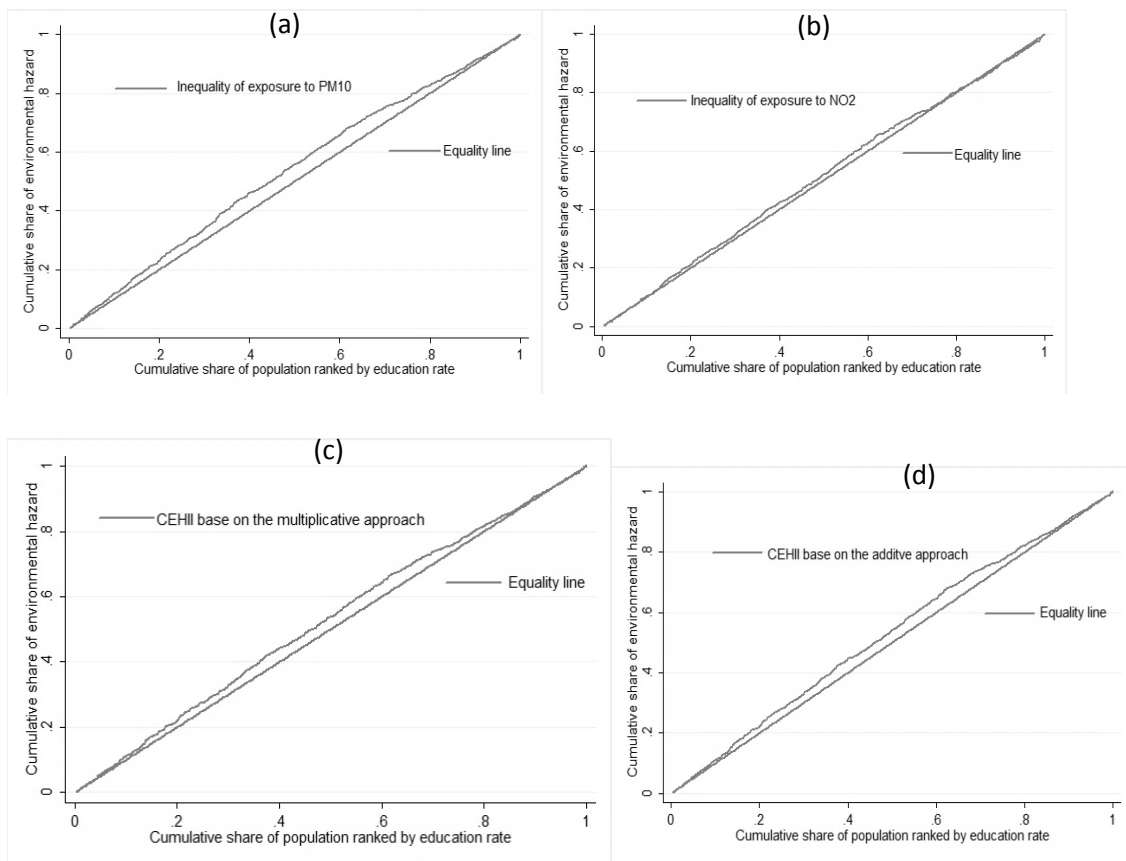 (a)
Cumulative share of environmental hazard
1
.8
.6
.4
.2
0
Inequality of exposure to PM10
Equality line
0 .2 .4 .6 .8 1
Cumulative share of population ranked by education rate
(b)
Cumulative share of environmental hazard
1
.8
.6
.4
.2
0
Inequality of exposure to NO2
Equality line
0 .2 .4 .6 .8 1
Cumulative share of population ranked by education rate
(c)
Cumulative share of environmental hazard
1
.8
.6
.4
.2
0
CEHII base on the multiplicative approach
Equality line
0 .2 .4 .6 .8 1
Cumulative share of population ranked by education rate
(d)
Cumulative share of environmental hazard
1
.8
.6
.4
.2
0
CEHII base on the additve approach
Equality line
0 .2 .4 .6 .8 1
Cumulative share of population ranked by education rate